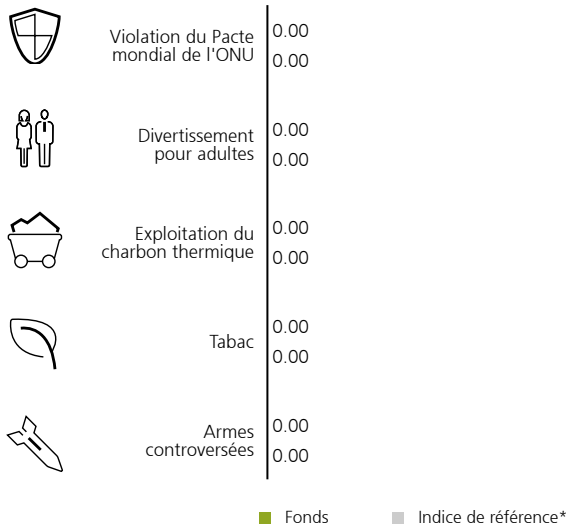 Violation du Pacte
mondial de l'ONU
0.00
0.00
Divertissement
pour adultes
0.00
0.00
Exploitation du
charbon thermique
0.00
0.00
Tabac
0.00
0.00
Armes
controversées
0.00
0.00
Fonds
Indice de référence*